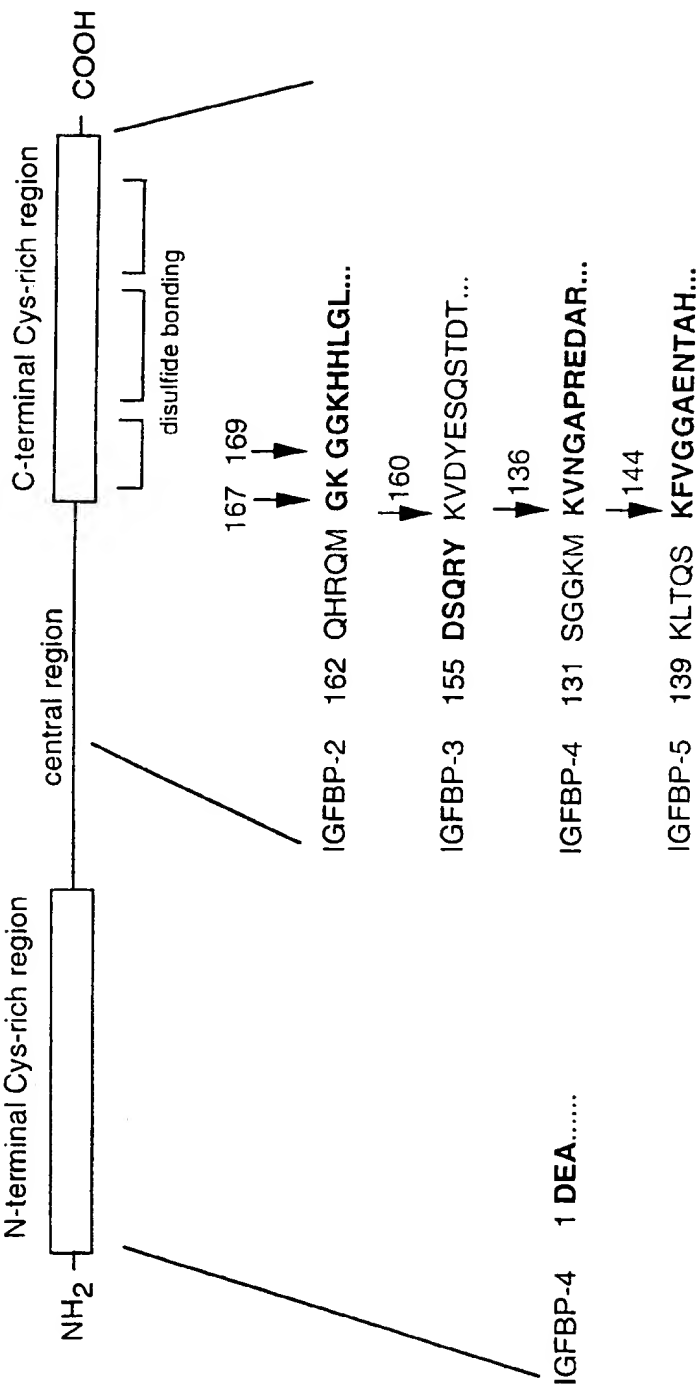 N-terminal Cys-rich region
central region
C-terminal Cys-rich region
NH2
COOH
disulfide bonding
167 169
IGFBP-2 162 QHRQM GK GGKHHLGL...
160
IGFBP-3 155 DSQRY KVDYESQSTDT...
136
IGFBP-4 1 DEA...... IGFBP-4 131 SGGKM KVNGAPREDAR...
144
IGFBP-5 139 KLTQS KFVGGAENTAH...